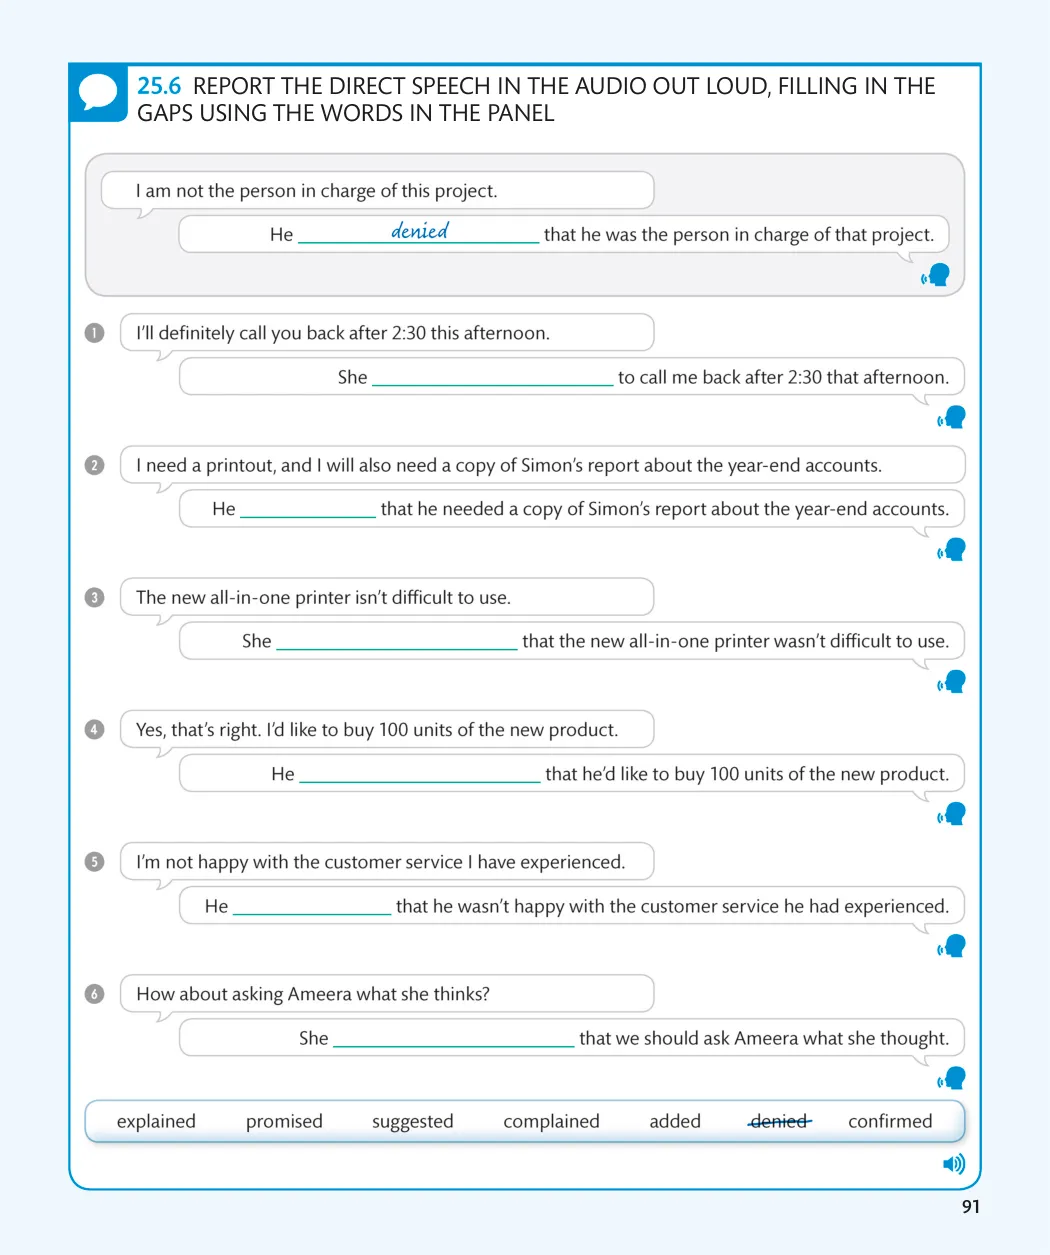 25.6 REPORT THE DIRECT SPEECH IN THE AUDIO OUT LOUD, FILLING IN THE
GAPS USING THE WORDS IN THE PANEL
I am not the person in charge of this project.
He denied that he was the person in charge of that project.
1 I’ll definitely call you back after 2:30 this afternoon.
She ______ to call me back after 2:30 that afternoon.
2 I need a printout, and I will also need a copy of Simon’s report about the year-end accounts.
He ______ that he needed a copy of Simon’s report about the year-end accounts.
3 The new all-in-one printer isn’t difficult to use.
She ______ that the new all-in-one printer wasn’t difficult to use.
4 Yes, that’s right. I’d like to buy 100 units of the new product.
He ______ that he’d like to buy 100 units of the new product.
5 I’m not happy with the customer service I have experienced.
He ______ that he wasn’t happy with the customer service he had experienced.
6 How about asking Ameera what she thinks?
She ______ that we should ask Ameera what she thought.
explained promised suggested complained added denied confirmed
91